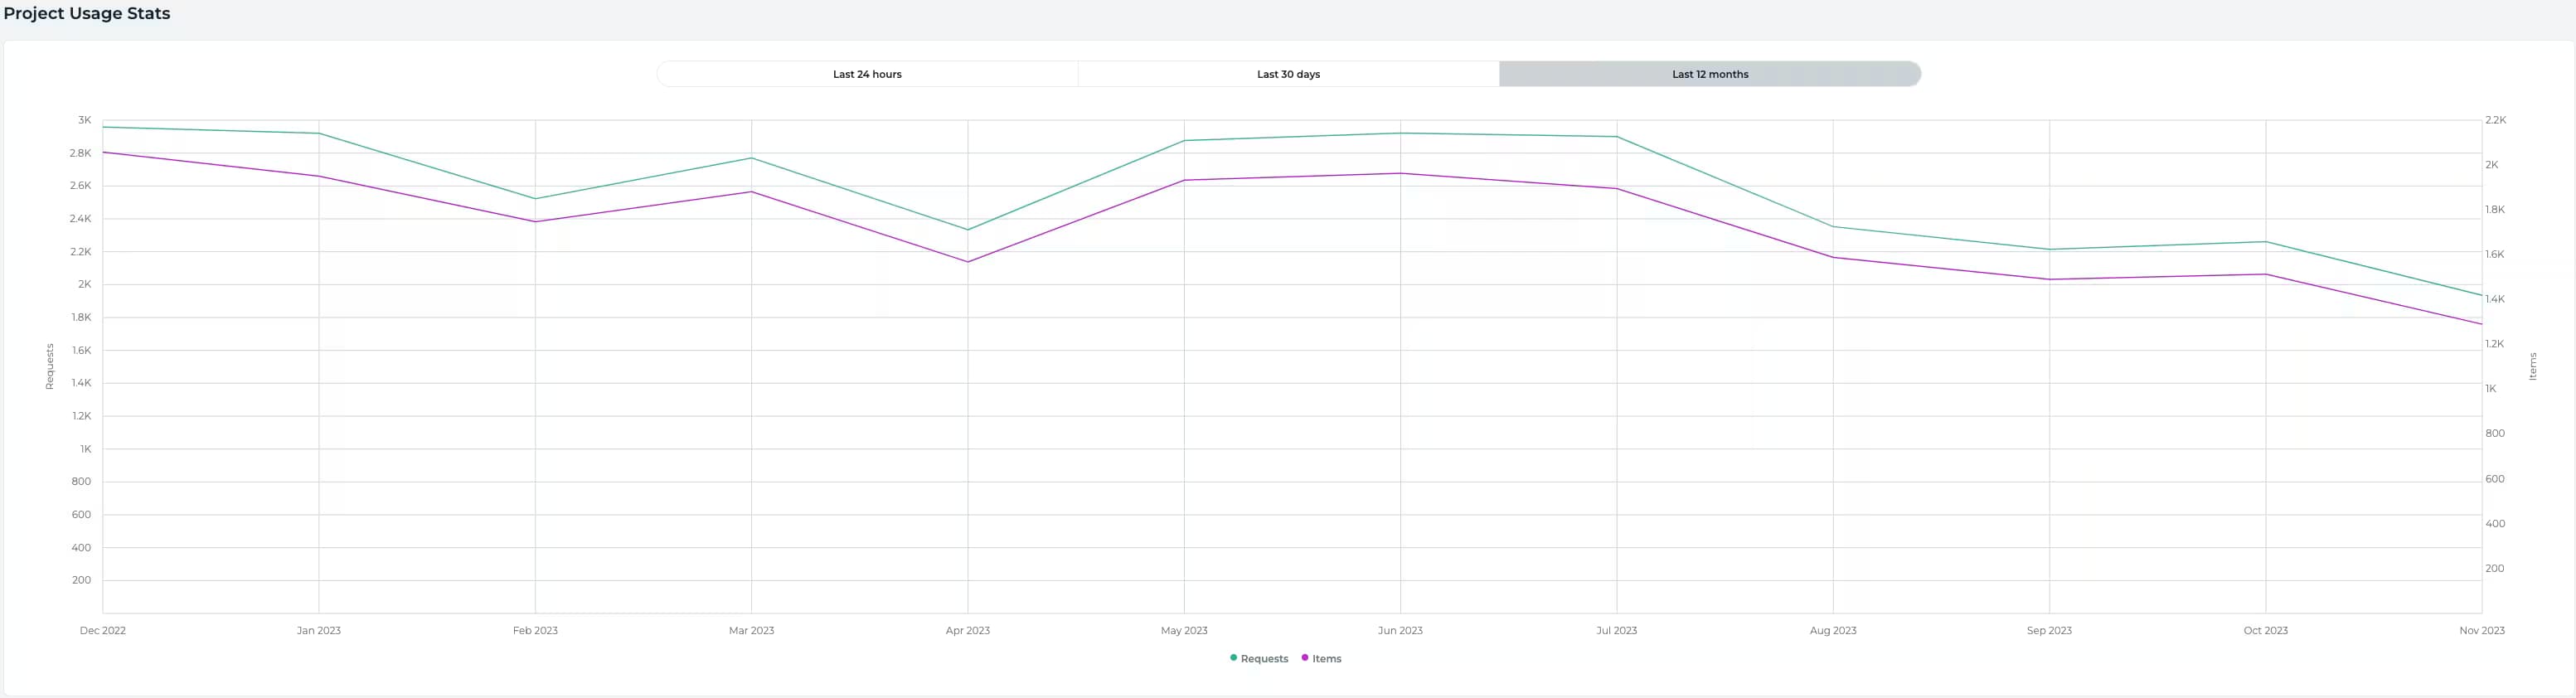 Project Usage Stats
Last 24 hours Last 30 days Last 12 months
3K 2.2K
2.8K
2K
2.6K
2.4K
1.8K
2.2K
1.6K
2K
1.4K
1.8K
1.6K
1.2K
Requests
Items
1.4K
1K
1.2K
1K
800
800
600
600
400
400
200
200
Dec 2022 Jan 2023 Feb 2023 Mar 2023 Apr 2023 May 2023 Jun 2023 Jul 2023 Aug 2023 Sep 2023 Oct 2023 Nov 2023
Requests Items